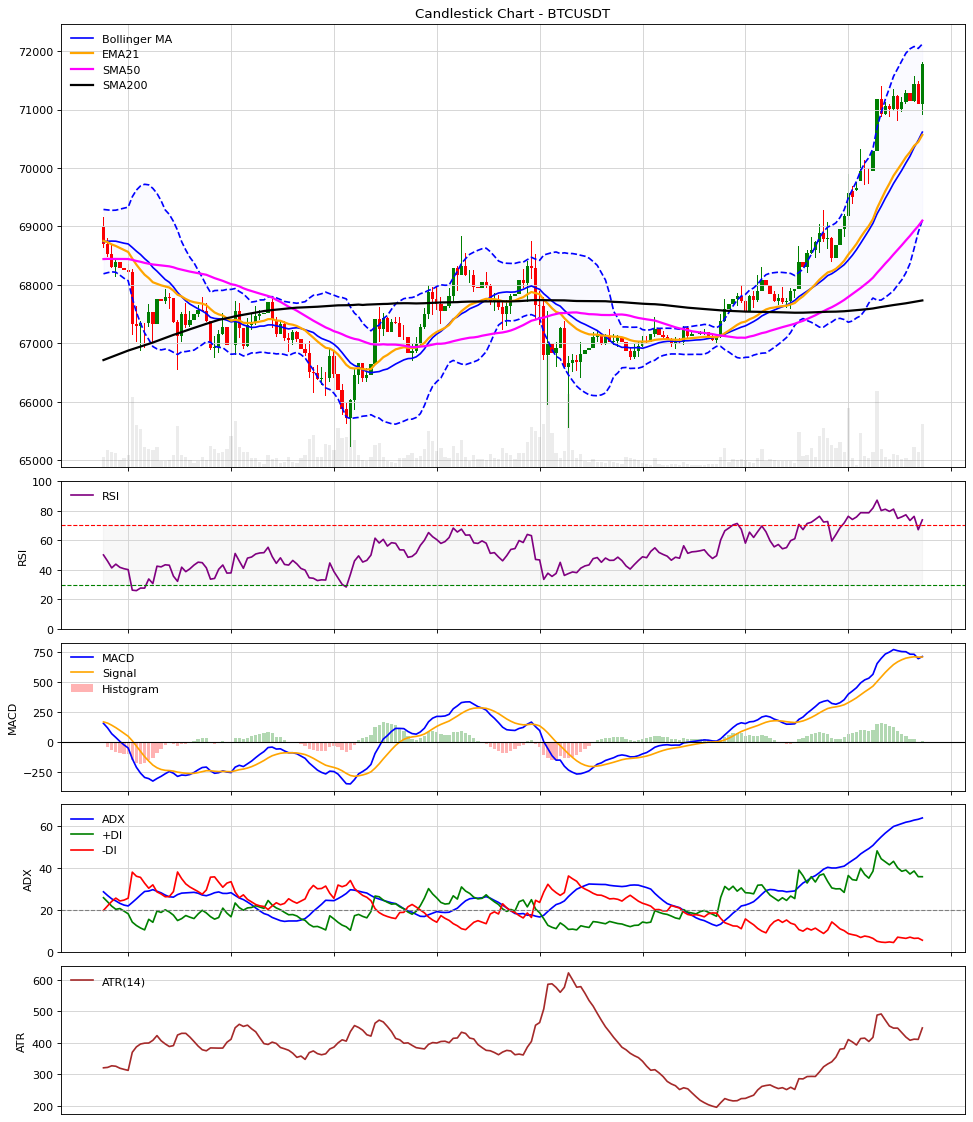 Candlestick Chart - BTCUSDT
Bollinger MA
EMA21
SMA50
SMA200
72000
71000
70000
69000
68000
67000
66000
65000
RSI
RSI
100
80
60
40
20
0
MACD
Signal
Histogram
MACD
750
500
250
0
−250
ADX
+DI
-DI
ADX
60
40
20
0
ATR(14)
ATR
600
500
400
300
200